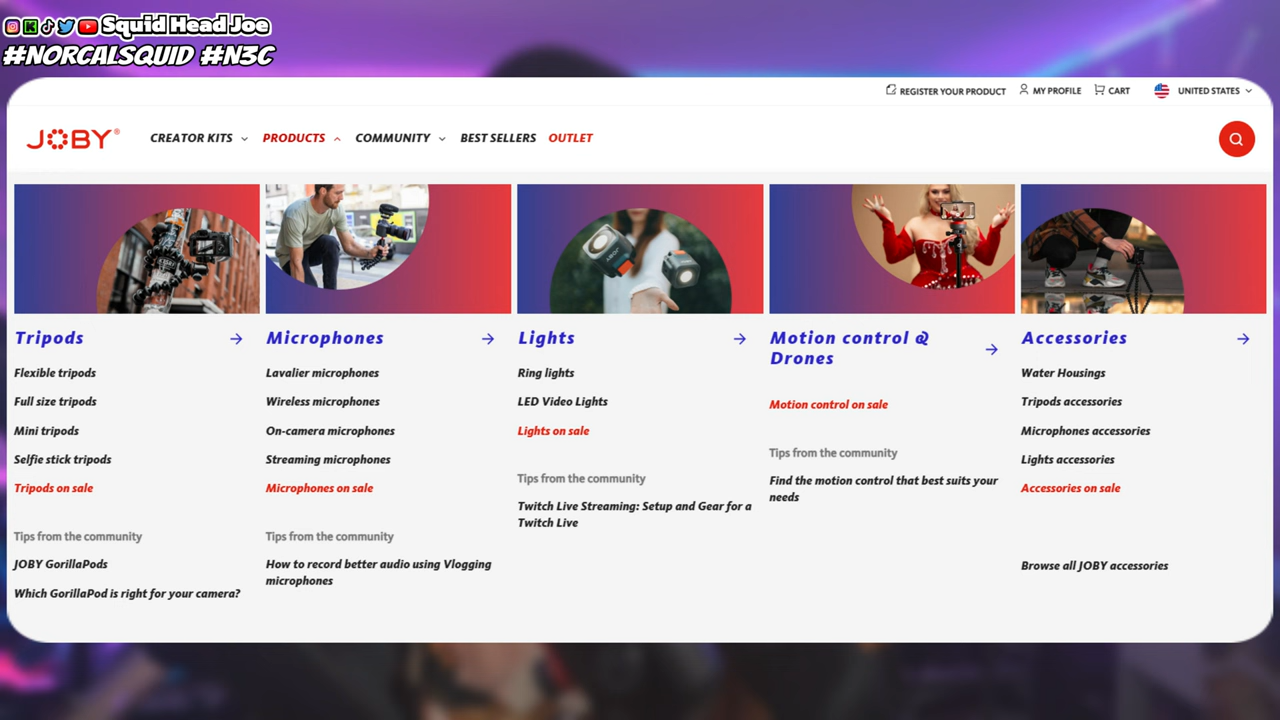 Squid Head Joe
#NORCALSQUID #N3C
REGISTER YOUR PRODUCT MY PROFILE CART UNITED STATES
JOBY® CREATOR KITS PRODUCTS COMMUNITY BEST SELLERS OUTLET
Tripods
Flexible tripods
Full size tripods
Mini tripods
Selfie stick tripods
Tripods on sale
Tips from the community
JOBY GorillaPods
Which GorillaPod is right for your camera?
Microphones
Lavalier microphones
Wireless microphones
On-camera microphones
Streaming microphones
Microphones on sale
Tips from the community
How to record better audio using Vlogging
microphones
Lights
Ring lights
LED Video Lights
Lights on sale
Tips from the community
Twitch Live Streaming: Setup and Gear for a
Twitch Live
Motion control &
Drones
Motion control on sale
Tips from the community
Find the motion control that best suits your
needs
Accessories
Water Housings
Tripods accessories
Microphones accessories
Lights accessories
Accessories on sale
Browse all JOBY accessories